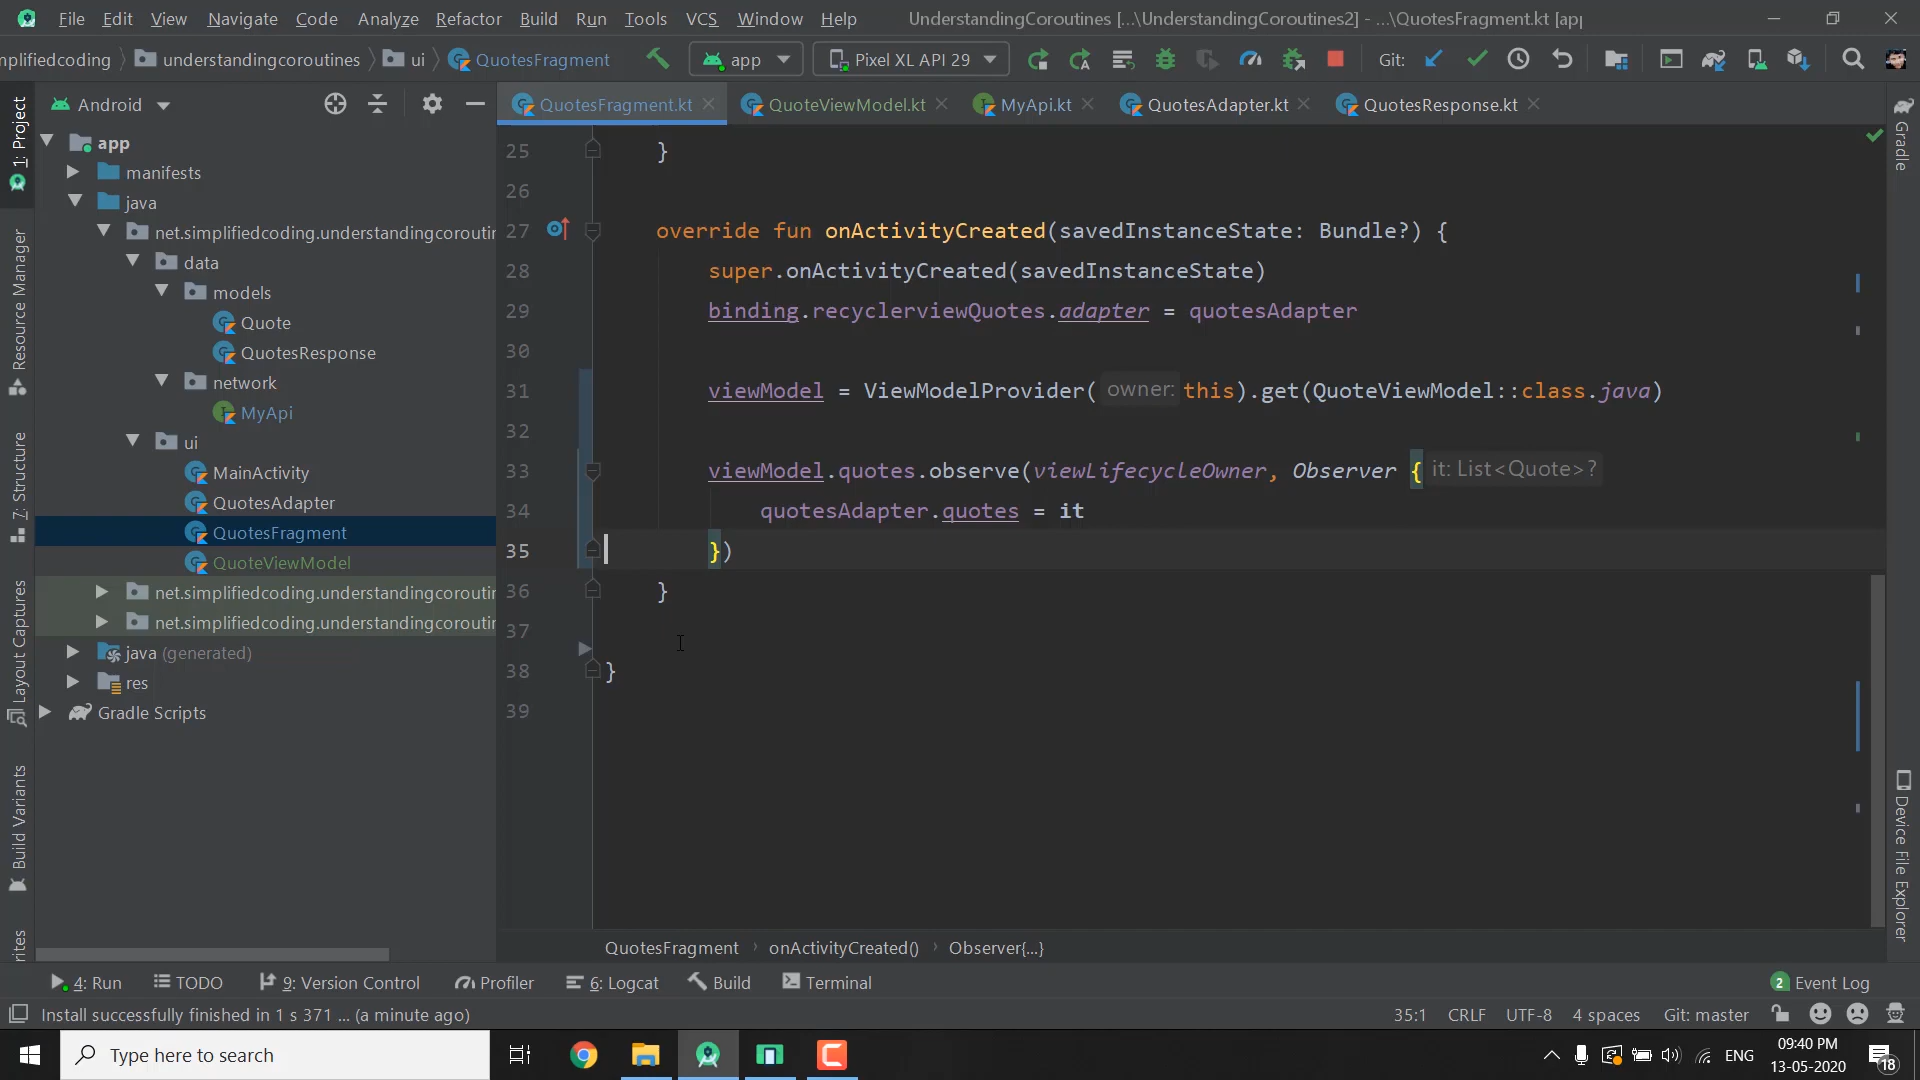 File Edit View Navigate Code Analyze Refactor Build Run Tools VCS Window Help UnderstandingCoroutines [...\UnderstandingCoroutines2] - ...\QuotesFragment.kt [app
nplifiedcoding understandingcoroutines ui QuotesFragment app Pixel XL API 29 Git:
Android QuotesFragment.kt QuoteViewModel.kt MyApi.kt QuotesAdapter.kt QuotesResponse.kt
1: Project
Resource Manager
Z: Structure
Layout Captures
Build Variants
rites
app
manifests
java
net.simplifiedcoding.understandingcoroutin
data
models
Quote
QuotesResponse
network
MyApi
ui
MainActivity
QuotesAdapter
QuotesFragment
QuoteViewModel
net.simplifiedcoding.understandingcoroutin
net.simplifiedcoding.understandingcoroutin
java (generated)
res
Gradle Scripts
25 }
26
27 override fun onActivityCreated(savedInstanceState: Bundle?) {
28 super.onActivityCreated(savedInstanceState)
29 binding.recyclerviewQuotes.adapter = quotesAdapter
30
31 viewModel = ViewModelProvider( owner: this).get(QuoteViewModel::class.java)
32
33 viewModel.quotes.observe(viewLifecycleOwner, Observer { it: List<Quote>?
34 quotesAdapter.quotes = it
35 })
36 }
37
38 }
39
Gradle
Device File Explorer
QuotesFragment › onActivityCreated() › Observer{...}
4: Run TODO 9: Version Control Profiler 6: Logcat Build Terminal 2 Event Log
Install successfully finished in 1 s 371 ... (a minute ago) 35:1 CRLF UTF-8 4 spaces Git: master
Type here to search ENG 09:40 PM
13-05-2020 18